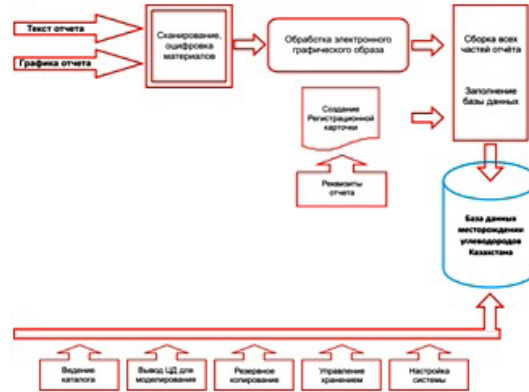 Текст отчета
Графика отчета
Сканирование,
оцифровка
материалов
Обработка электронного
графического образа
Сборка всех
частей отчёта
Заполнение
базы данных
Создание
Регистрационной
карточки
Реквизиты
отчета
База данных
месторождении
углеводородов
Казахстана
Ведение
каталога
Вывод ЦД для
моделирования
Резервное
копирование
Управление
хранением
Настройка
системы